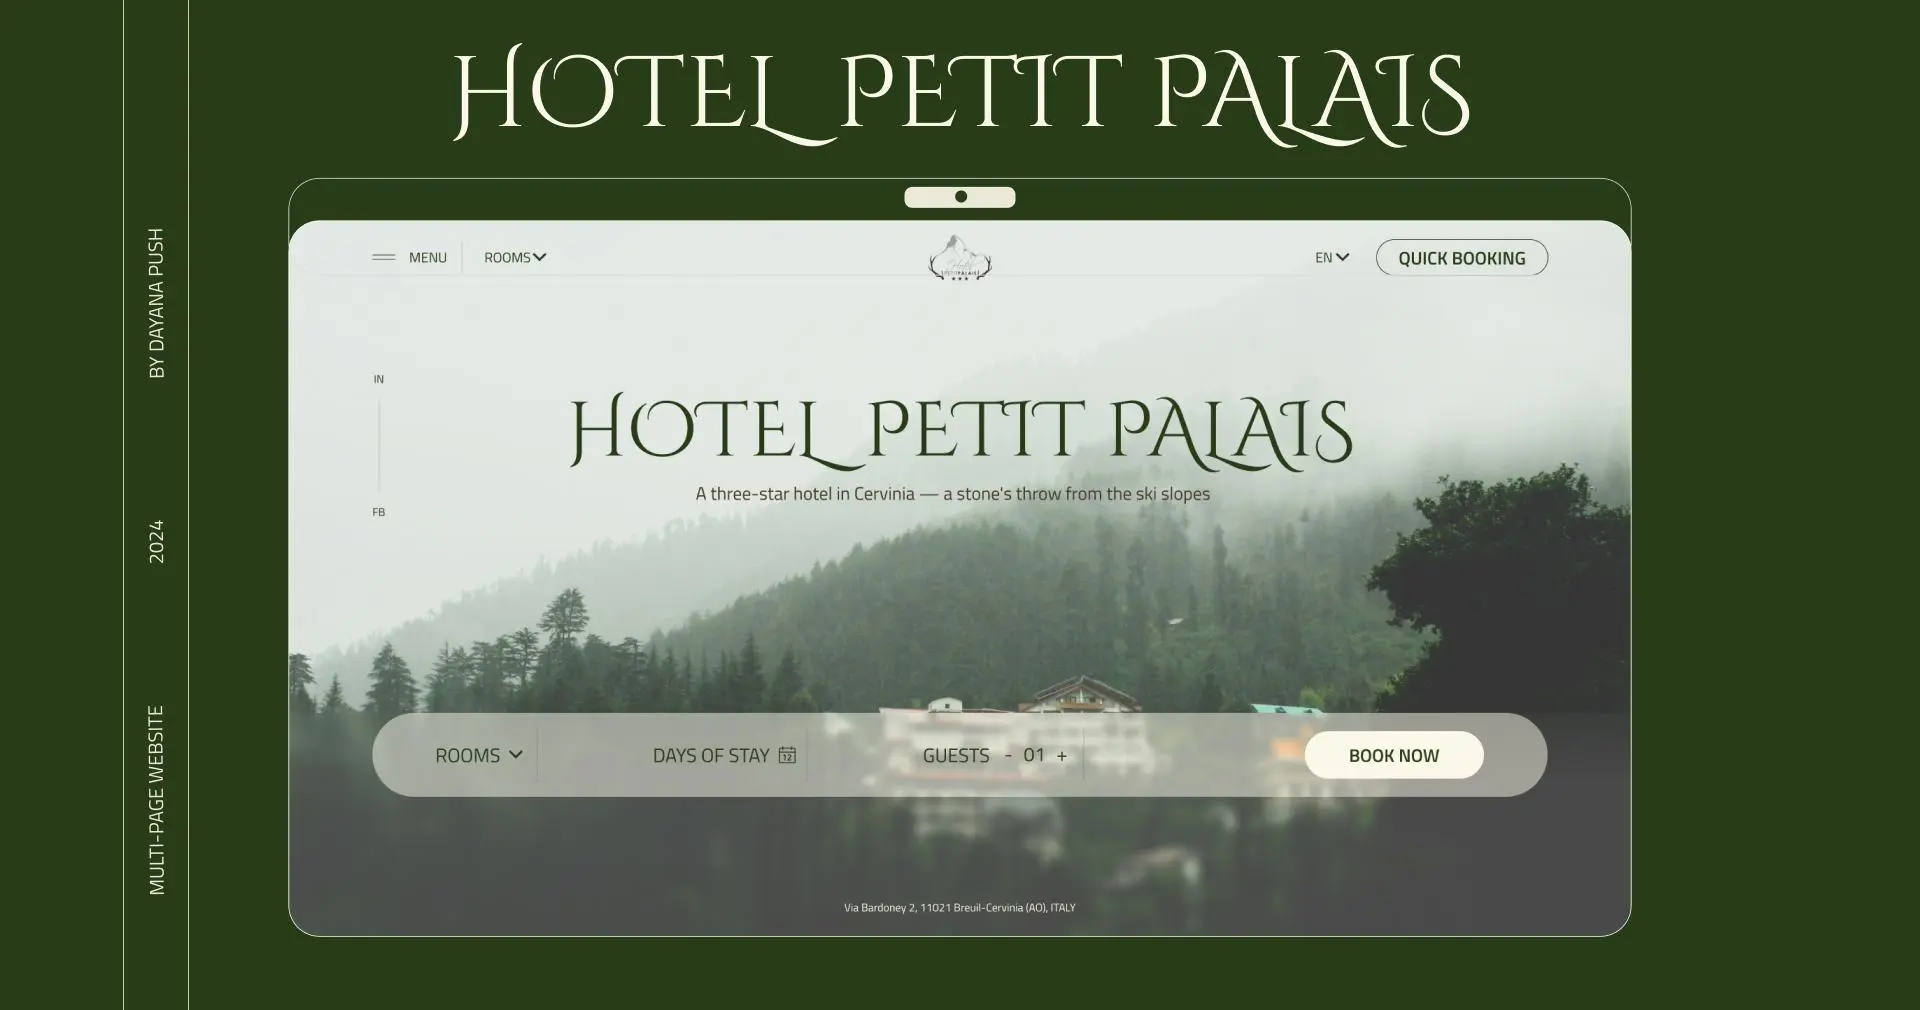 HOTEL PETIT PALAIS
BY DAYANA PUSH
2024
MULTI-PAGE WEBSITE
MENU
ROOMS
EN
QUICK BOOKING
IN
FB
HOTEL PETIT PALAIS
A three-star hotel in Cervinia — a stone's throw from the ski slopes
ROOMS
DAYS OF STAY 12
GUESTS - 01 +
BOOK NOW
Via Bardoney 2, 11021 Breuil-Cervinia (AO), ITALY